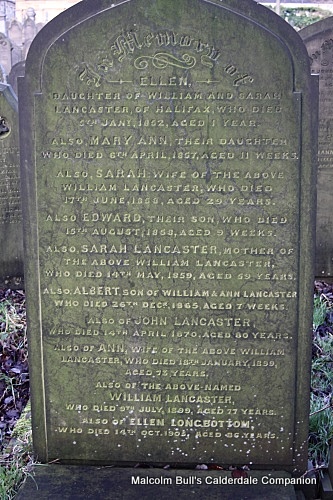 In Memory of
ELLEN,
DAUGHTER OF WILLIAM AND SARAH
LANCASTER OF HALIFAX, WHO DIED
5TH JANY, 1852, AGED 1 YEAR.
ALSO, MARY ANN, THEIR DAUGHTER
WHO DIED 6TH APRIL, 1857, AGED 11 WEEKS.
ALSO, SARAH, WIFE OF THE ABOVE
WILLIAM LANCASTER, WHO DIED
17TH JUNE, 1858, AGED 29 YEARS.
ALSO EDWARD, THEIR SON, WHO DIED
15TH AUGUST, 1858, AGED 9 WEEKS.
ALSO, SARAH LANCASTER, MOTHER OF
THE ABOVE WILLIAM LANCASTER,
WHO DIED 14TH MAY, 1859, AGED 59 YEARS.
ALSO, ALBERT, SON OF WILLIAM & ANN LANCASTER
WHO DIED 26TH DECR. 1865, AGED 7 WEEKS.
ALSO OF JOHN LANCASTER
WHO DIED 14TH APRIL 1870, AGED 80 YEARS.
ALSO OF ANN, WIFE OF THE ABOVE WILLIAM
LANCASTER, WHO DIED 18TH JANUARY, 1899,
AGED 73 YEARS,
ALSO OF THE ABOVE-NAMED
WILLIAM LANCASTER,
WHO DIED 9TH JULY, 1899, AGED 77 YEARS.
ALSO OF ELLEN LONGBOTTOM,
WHO DIED 14TH OCT. AGED YEARS.
Malcolm Bull's Calderdale Companion